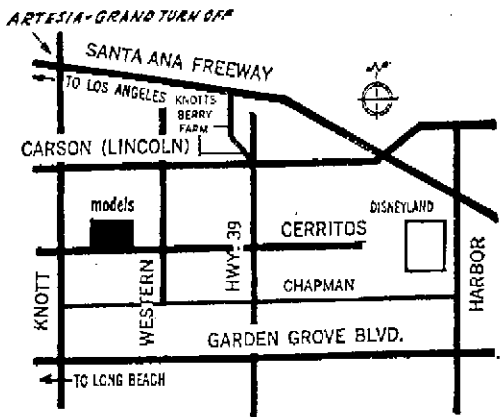 ARTESIA-GRAND TURN OFF
SANTA ANA FREEWAY
TO LOS ANGELES
KNOTTS
BERRY
FARM
CARSON (LINCOLN)
models
DISNEYLAND
CERRITOS
KNOTT
WESTERN
HWY. 39
HARBOR
CHAPMAN
GARDEN GROVE BLVD.
TO LONG BEACH